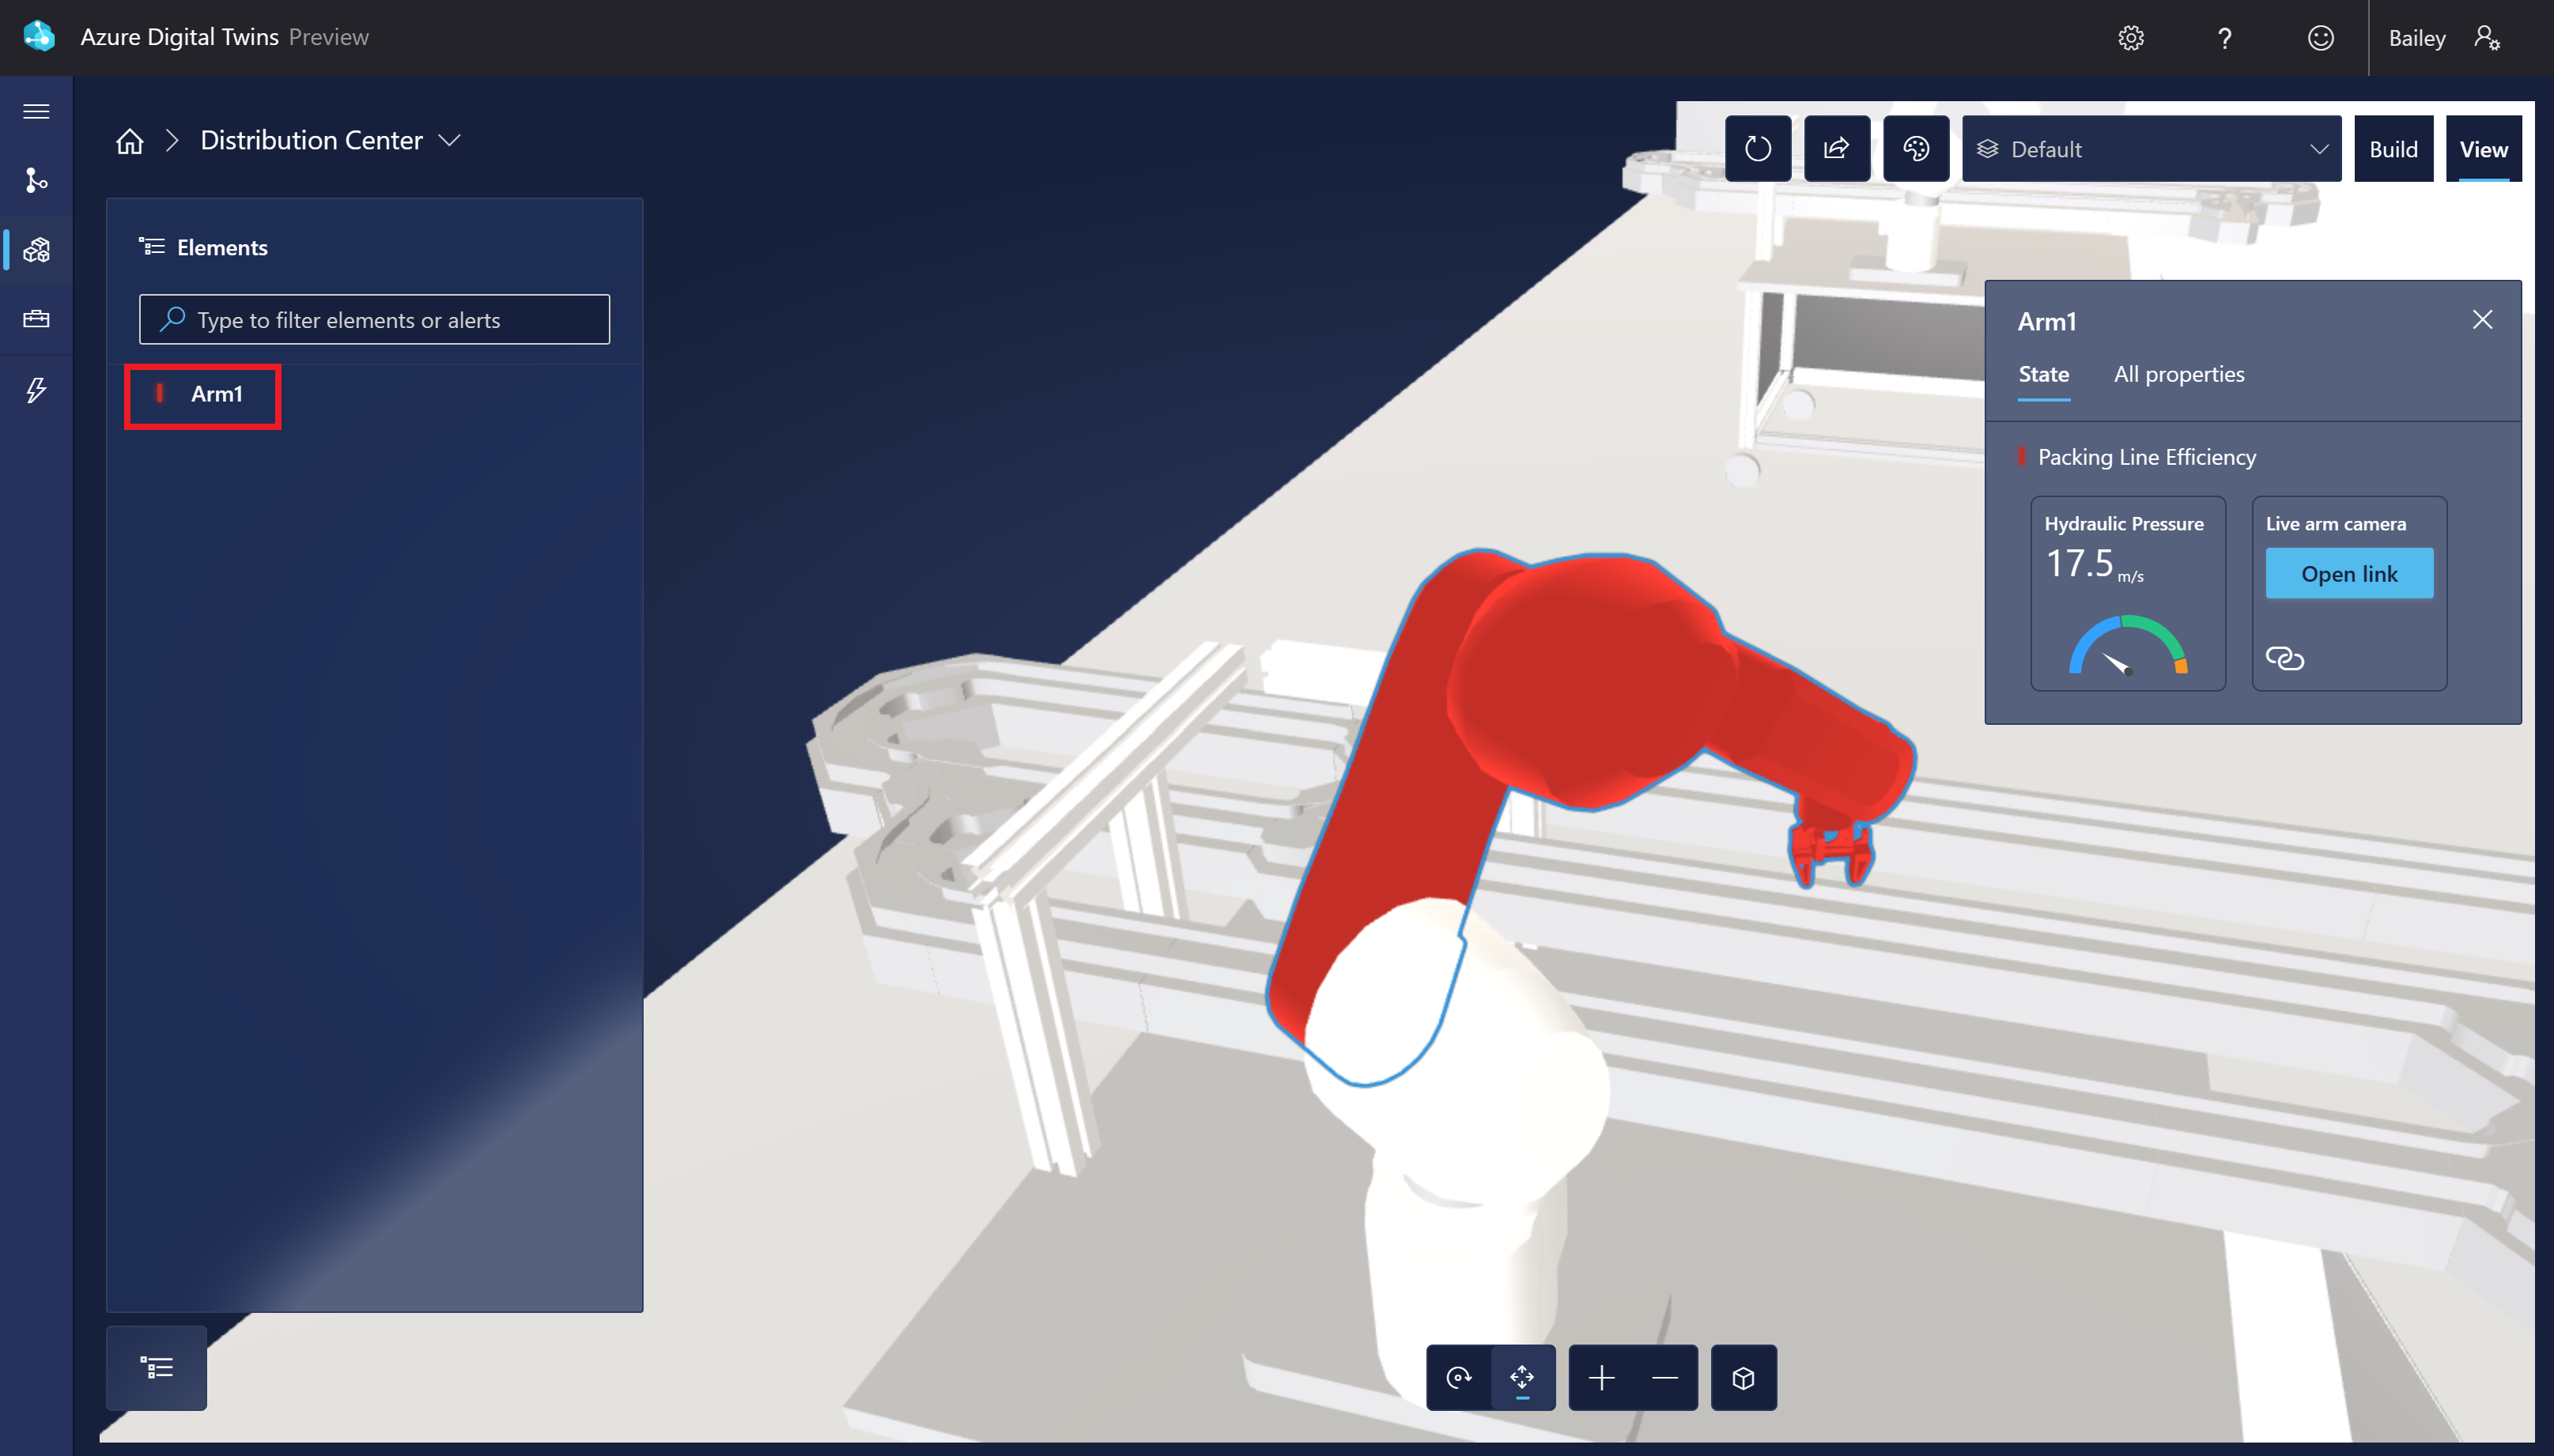 Azure Digital Twins Preview
? Bailey
Distribution Center
Default
Build
View
Elements
Type to filter elements or alerts
Arm1
Arm1
State All properties
Packing Line Efficiency
Hydraulic Pressure
17.5 m/s
Live arm camera
Open link